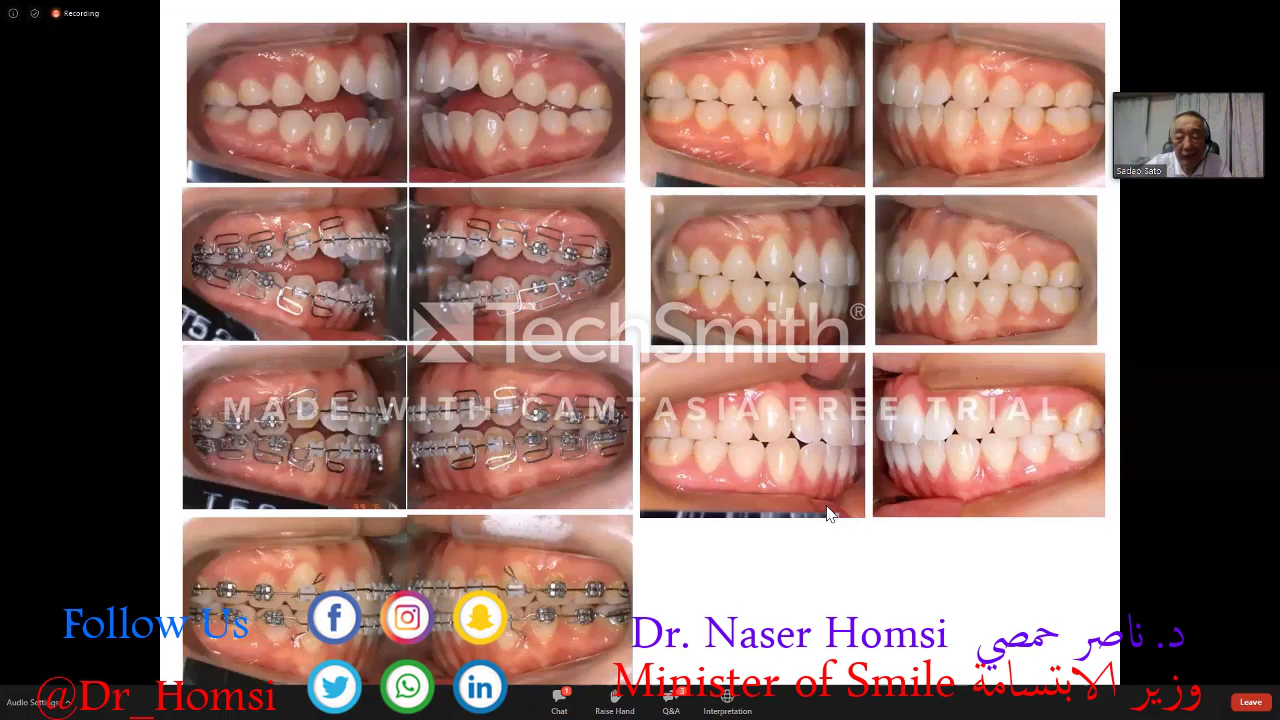 Recording
Sadao Sato
T52
TechSmith®
MADE WITH CAMTASIA FREE TRIAL
Follow Us
Dr. Naser Homsi د. ناصر حمصي
@Dr_Homsi
Minister of Smile وزير الابتسامة
Audio Settings
Chat
Raise Hand
Q&A
Interpretation
Leave